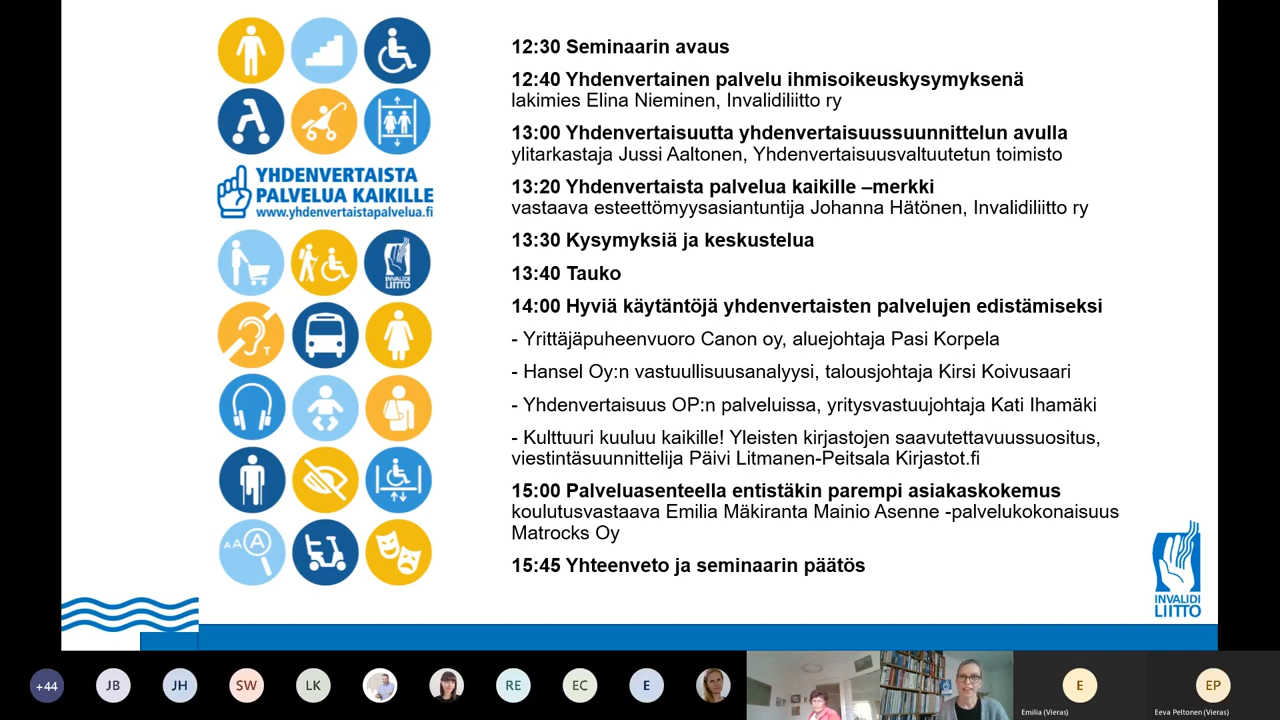 12:30 Seminaarin avaus
12:40 Yhdenvertainen palvelu ihmisoikeuskysymyksenä
lakimies Elina Nieminen, Invalidiliitto ry
13:00 Yhdenvertaisuutta yhdenvertaisuussuunnittelun avulla
ylitarkastaja Jussi Aaltonen, Yhdenvertaisuusvaltuutetun toimisto
13:20 Yhdenvertaista palvelua kaikille –merkki
vastaava esteettömyysasiantuntija Johanna Hätönen, Invalidiliitto ry
13:30 Kysymyksiä ja keskustelua
13:40 Tauko
14:00 Hyviä käytäntöjä yhdenvertaisten palvelujen edistämiseksi
- Yrittäjäpuheenvuoro Canon oy, aluejohtaja Pasi Korpela
- Hansel Oy:n vastuullisuusanalyysi, talousjohtaja Kirsi Koivusaari
- Yhdenvertaisuus OP:n palveluissa, yritysvastuujohtaja Kati Ihamäki
- Kulttuuri kuuluu kaikille! Yleisten kirjastojen saavutettavuussuositus,
viestintäsuunnittelija Päivi Litmanen-Peitsala Kirjastot.fi
15:00 Palveluasenteella entistäkin parempi asiakaskokemus
koulutusvastaava Emilia Mäkiranta Mainio Asenne -palvelukokonaisuus
Matrocks Oy
15:45 Yhteenveto ja seminaarin päätös
YHDENVERTAISTA
PALVELUA KAIKILLE
www.yhdenvertaistapalvelua.fi
INVALIDI
LIITTO
T
A A A
INVALIDI
LIITTO
+44
JB
JH
SW
LK
RE
EC
E
E
Emilia (Vieras)
EP
Eeva Peltonen (Vieras)